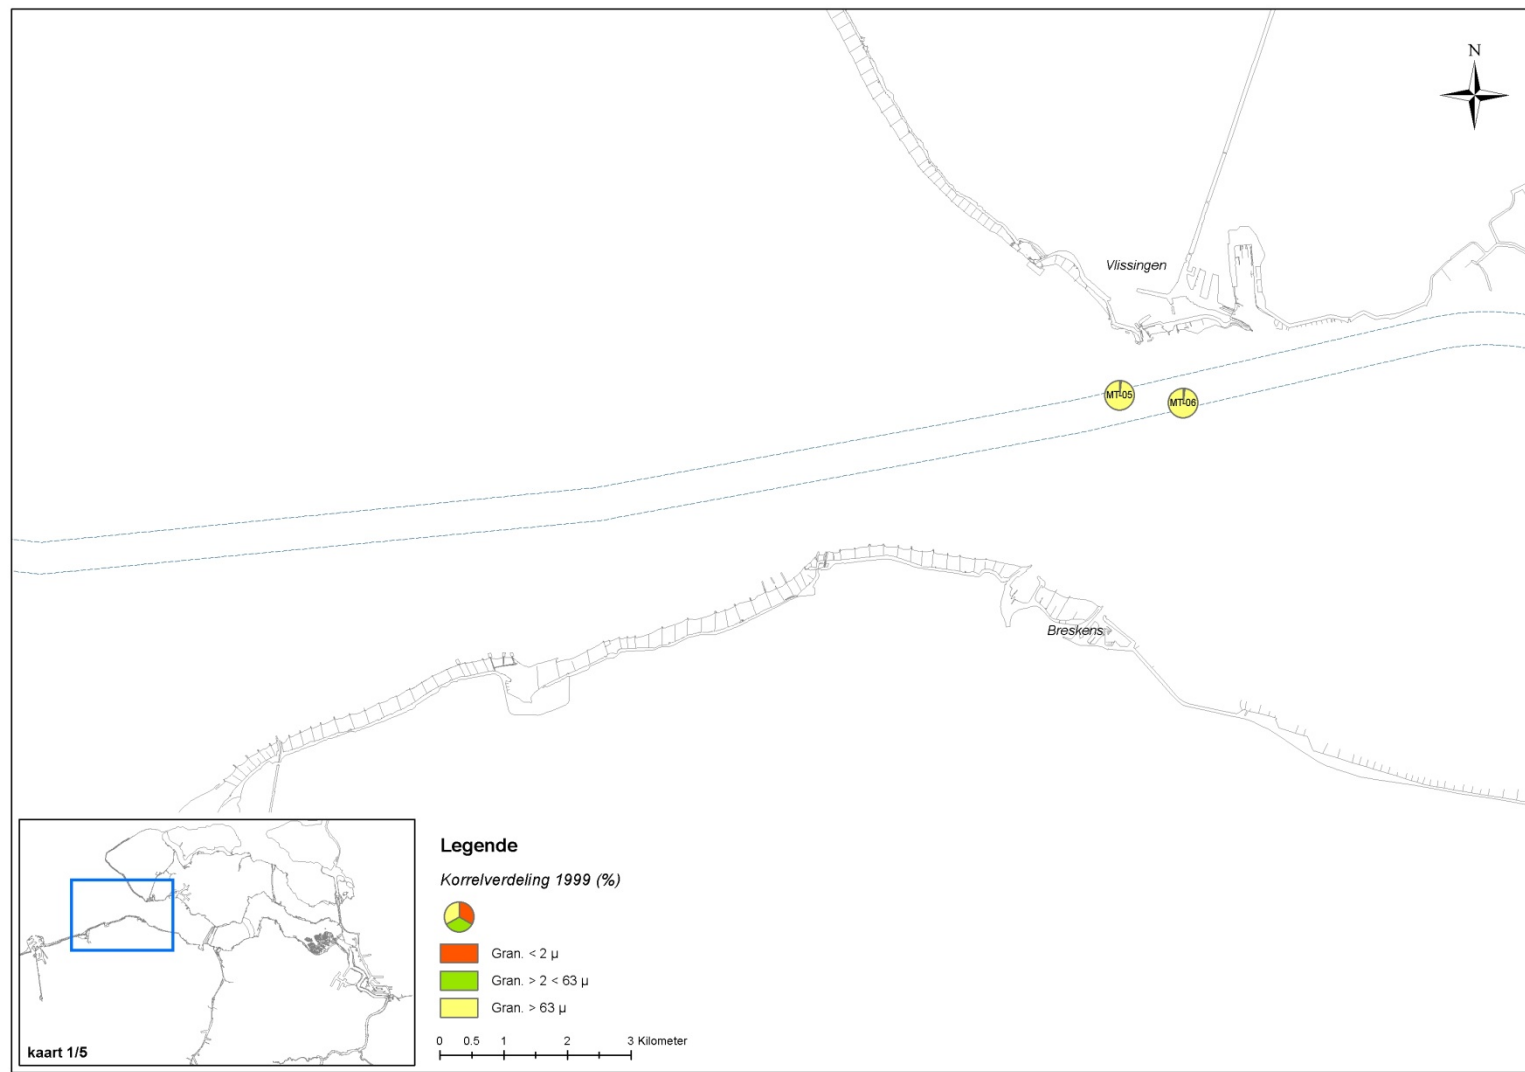 N
Vlissingen
MT-05
MT-06
Breskens
Legende
Korrelverdeling 1999 (%)
Gran. < 2 µ
Gran. > 2 < 63 µ
Gran. > 63 µ
0 0.5 1 2 3 Kilometer
kaart 1/5